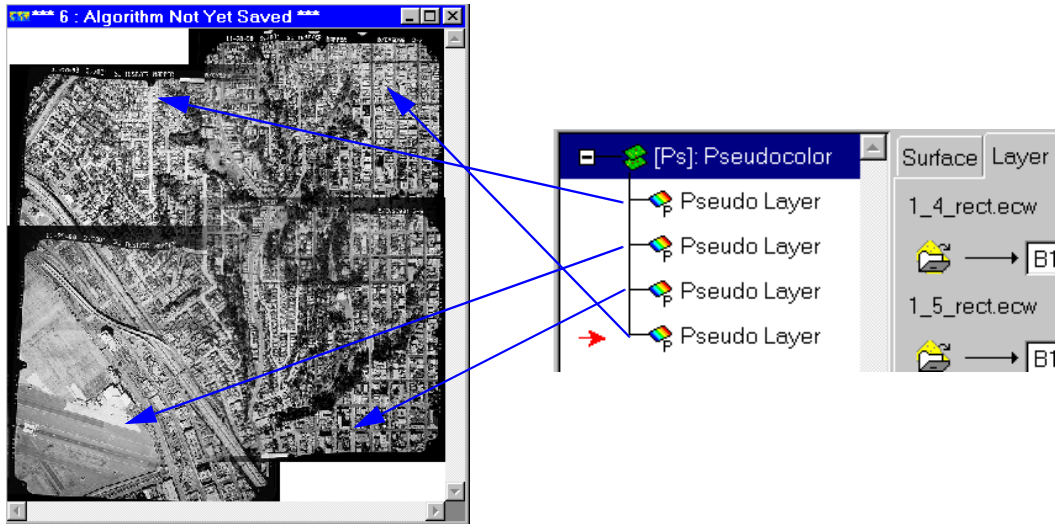 *** 6 : Algorithm Not Yet Saved ***
[Ps]: Pseudocolor
Pseudo Layer
Pseudo Layer
Pseudo Layer
Pseudo Layer
Surface
Layer
1_4_rect.ecw
B1
1_5_rect.ecw
B1